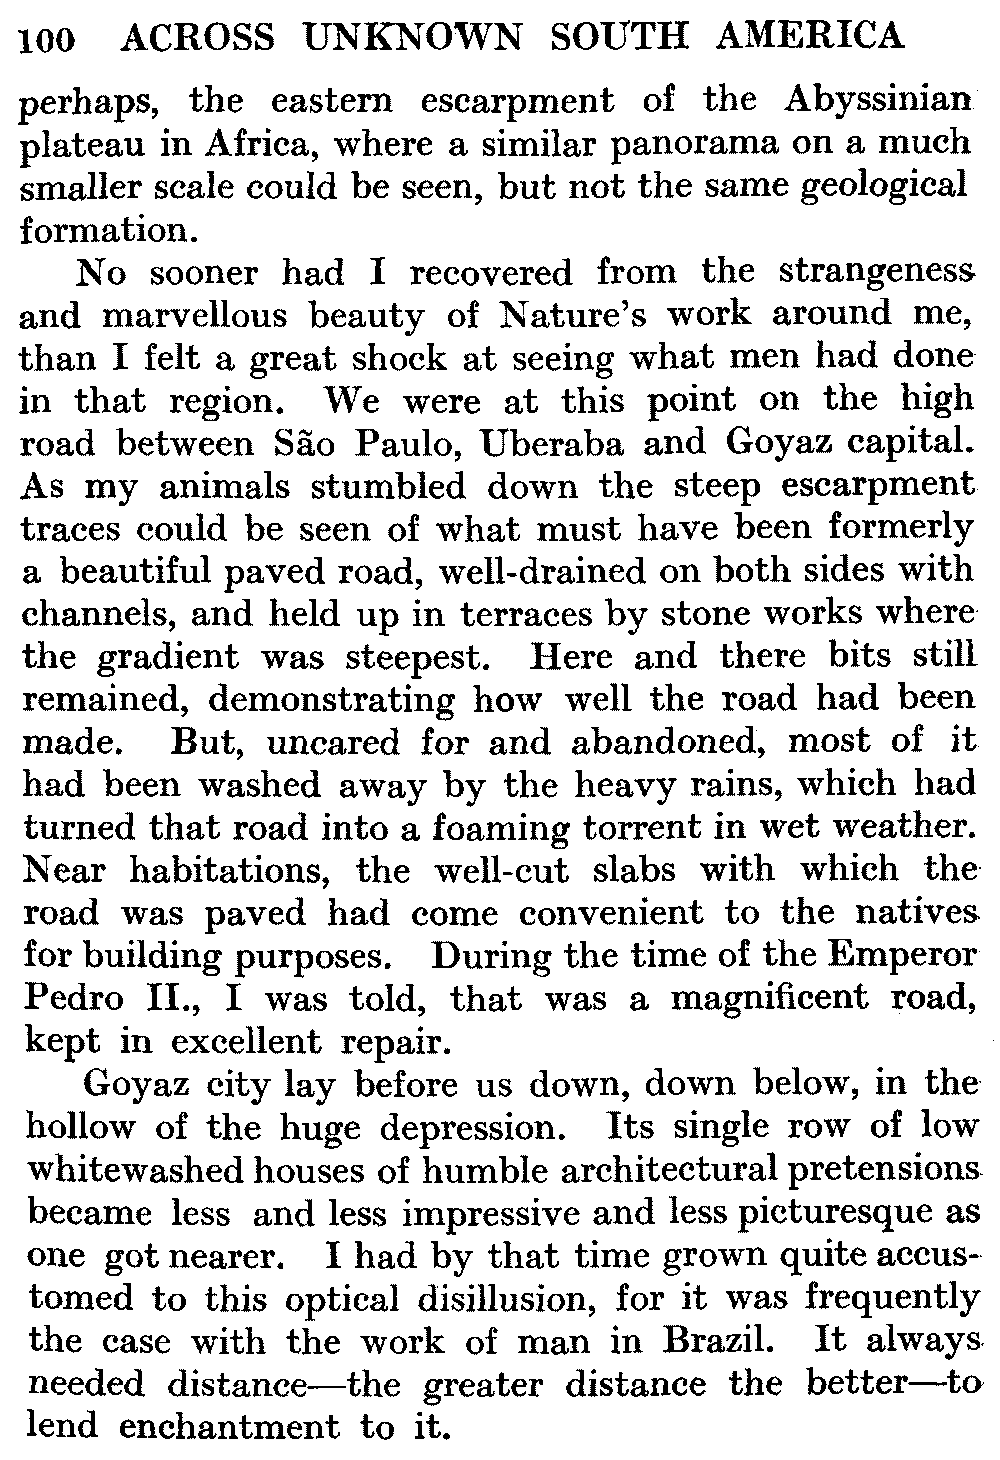 100 ACROSS UNKNOWN SOUTH AMERICA
perhaps, the eastern escarpment of the Abyssinian
plateau in Africa, where a similar panorama on a much
smaller scale could be seen, but not the same geological
formation.
No sooner had I recovered from the strangeness
and marvellous beauty of Nature's work around me,
than I felt a great shock at seeing what men had done
in that region. We were at this point on the high
road between São Paulo, Uberaba and Goyaz capital.
As my animals stumbled down the steep escarpment
traces could be seen of what must have been formerly
a beautiful paved road, well-drained on both sides with
channels, and held up in terraces by stone works where
the gradient was steepest. Here and there bits still
remained, demonstrating how well the road had been
made. But, uncared for and abandoned, most of it
had been washed away by the heavy rains, which had
turned that road into a foaming torrent in wet weather.
Near habitations, the well-cut slabs with which the
road was paved had come convenient to the natives
for building purposes. During the time of the Emperor
Pedro II., I was told, that was a magnificent road,
kept in excellent repair.
Goyaz city lay before us down, down below, in the
hollow of the huge depression. Its single row of low
whitewashed houses of humble architectural pretensions
became less and less impressive and less picturesque as
one got nearer. I had by that time grown quite accus-
tomed to this optical disillusion, for it was frequently
the case with the work of man in Brazil. It always
needed distance—the greater distance the better—to
lend enchantment to it.